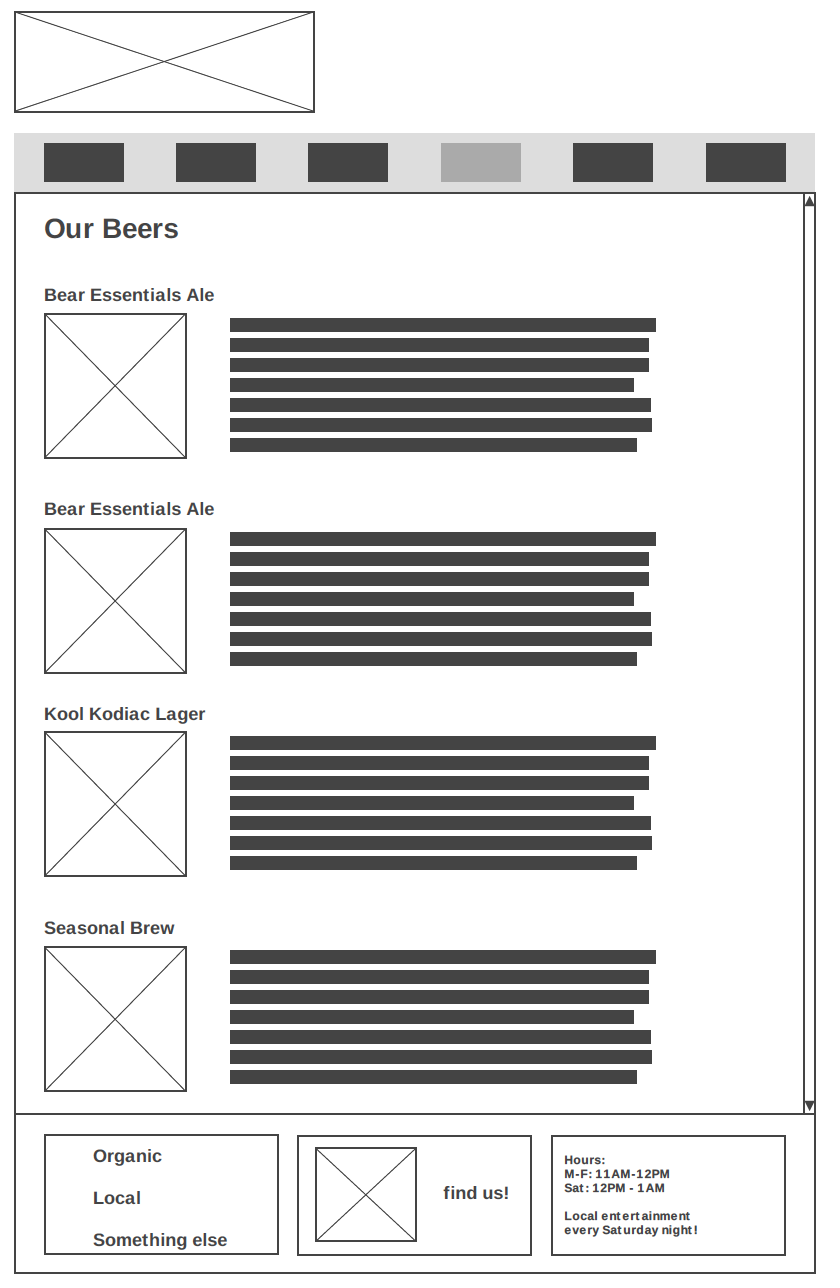 Our Beers
Bear Essentials Ale
Bear Essentials Ale
Kool Kodiac Lager
Seasonal Brew
Organic
Local
Something else
find us!
Hours:
M-F: 11AM-12PM
Sat: 12PM - 1AM
Local entertainment
every Saturday night!